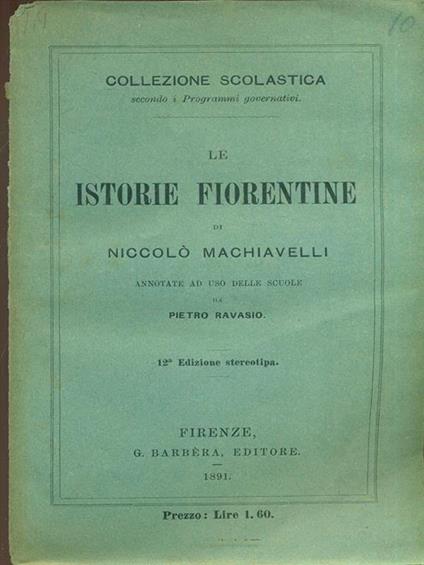 10
COLLEZIONE SCOLASTICA
secondo i Programmi governativi.
LE
ISTORIE FIORENTINE
DI
NICCOLÒ MACHIAVELLI
ANNOTATE AD USO DELLE SCUOLE
DA
PIETRO RAVASIO.
12ª Edizione stereotipa.
FIRENZE,
G. BARBÈRA, EDITORE.
1891.
Prezzo: Lire 1.60.